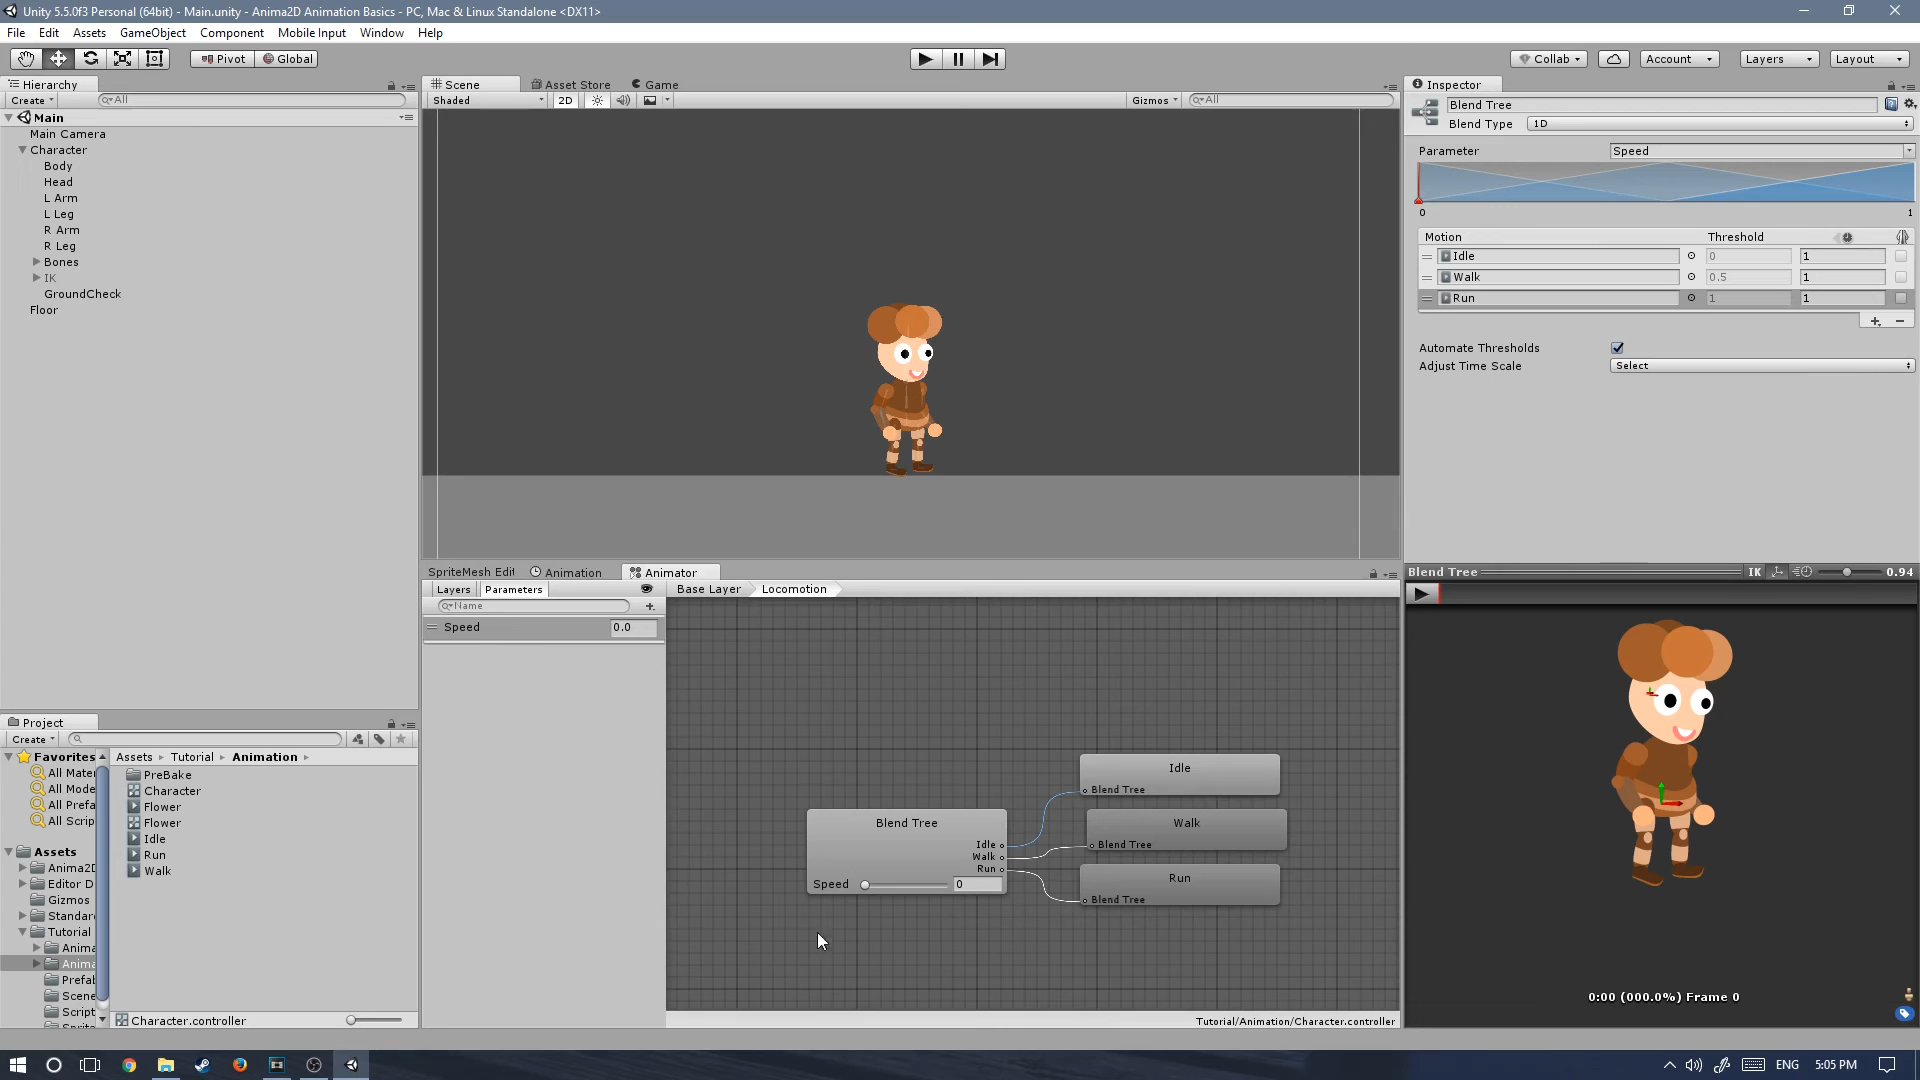 Unity 5.5.0f3 Personal (64bit) - Main.unity - Anima2D Animation Basics - PC, Mac & Linux Standalone <DX11>
File Edit Assets GameObject Component Mobile Input Window Help
Pivot Global Collab Account Layers Layout
Hierarchy
Create All
Main
Main Camera
Character
Body
Head
L Arm
L Leg
R Arm
R Leg
Bones
IK
GroundCheck
Floor
Scene Asset Store Game
Shaded 2D Gizmos All
Inspector
Blend Tree
Blend Type 1D
Parameter Speed
0 1
Motion Threshold
Idle 0 1
Walk 0.5 1
Run 1 1
Automate Thresholds
Adjust Time Scale Select
SpriteMesh Edit Animation Animator
Layers Parameters Base Layer Locomotion
Name
Speed 0.0
Blend Tree
Idle
Walk
Run
Speed 0
Idle
Blend Tree
Walk
Blend Tree
Run
Blend Tree
Tutorial/Animation/Character.controller
Blend Tree IK 0.94
0:00 (000.0%) Frame 0
Project
Create
Favorites
All Mater
All Mode
All Prefa
All Scrip
Assets
Anima2D
Editor D
Gizmos
Standar
Tutorial
Anima
Anima
Prefab
Scene
Script
Assets Tutorial Animation
PreBake
Character
Flower
Flower
Idle
Run
Walk
Character.controller
ENG 5:05 PM